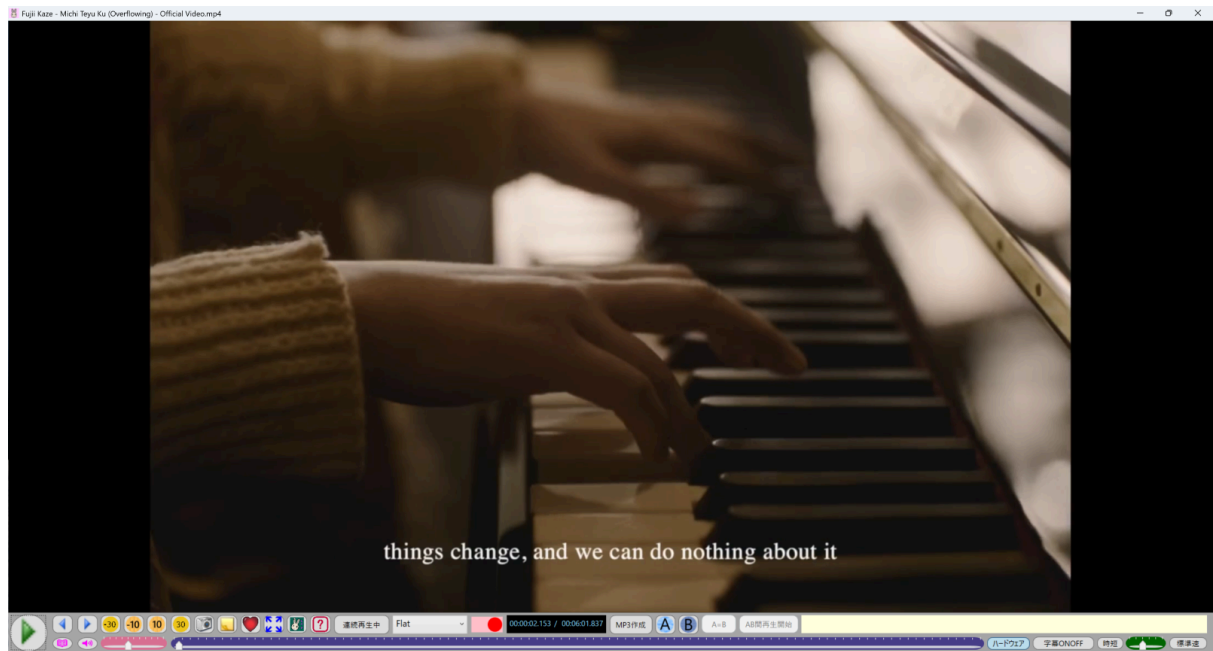 Fujii Kaze - Michi Teyu Ku (Overflowing) - Official Video.mp4
things change, and we can do nothing about it
-30 -10 10 30 ? 連続再生中 Flat 00:00:02.153 / 00:06:01.837 MP3作成 A B A=B AB間再生開始
ハードウェア 字幕ONOFF 時短 標準速